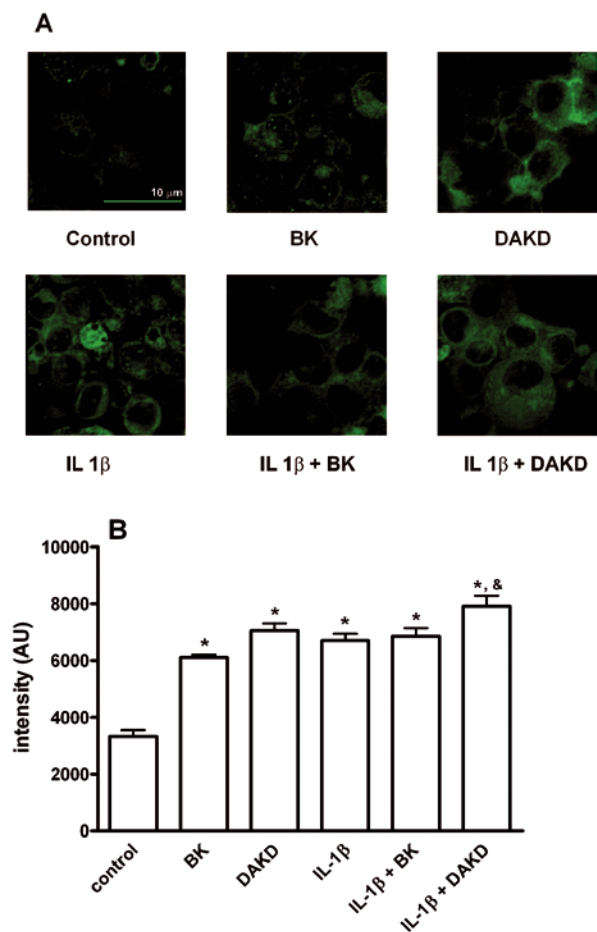 A
10 μm
Control BK DAKD
IL 1β IL 1β + BK IL 1β + DAKD
B
10000
8000
6000
4000
2000
0
intensity (AU)
* * * * *, &
control BK DAKD IL-1β IL-1β + BK IL-1β + DAKD